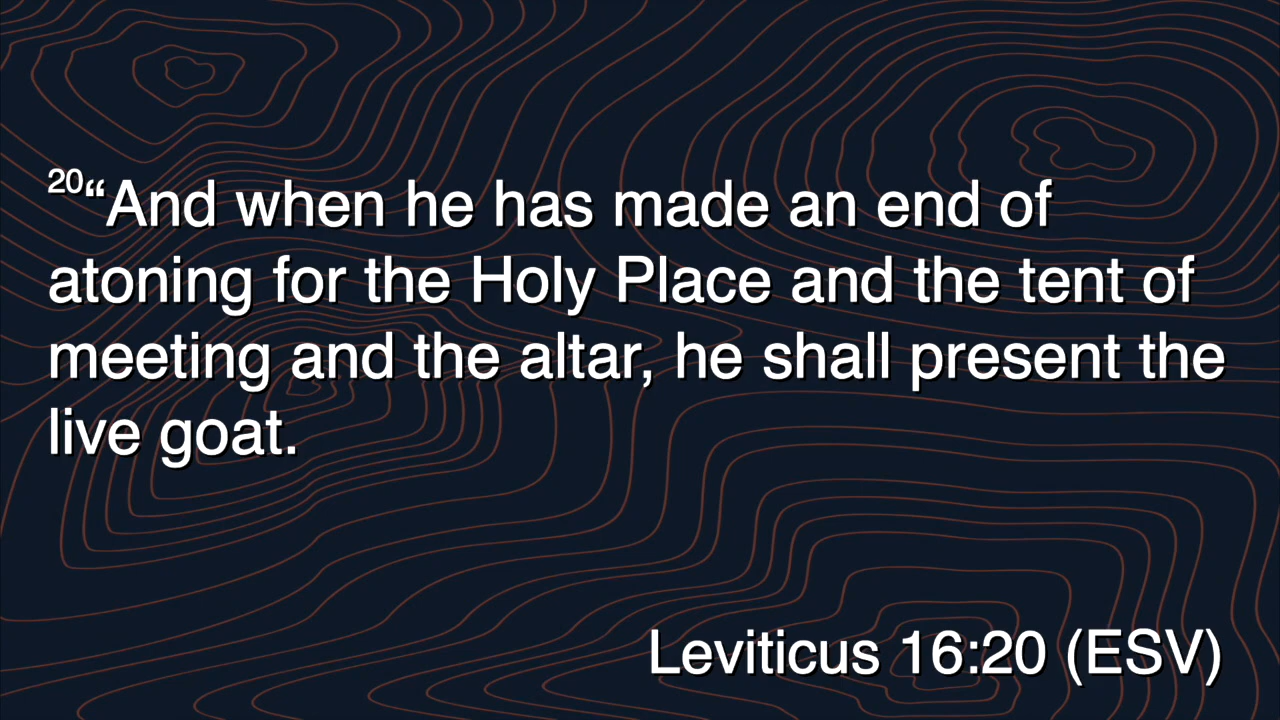 20“And when he has made an end of
atoning for the Holy Place and the tent of
meeting and the altar, he shall present the
live goat.
Leviticus 16:20 (ESV)